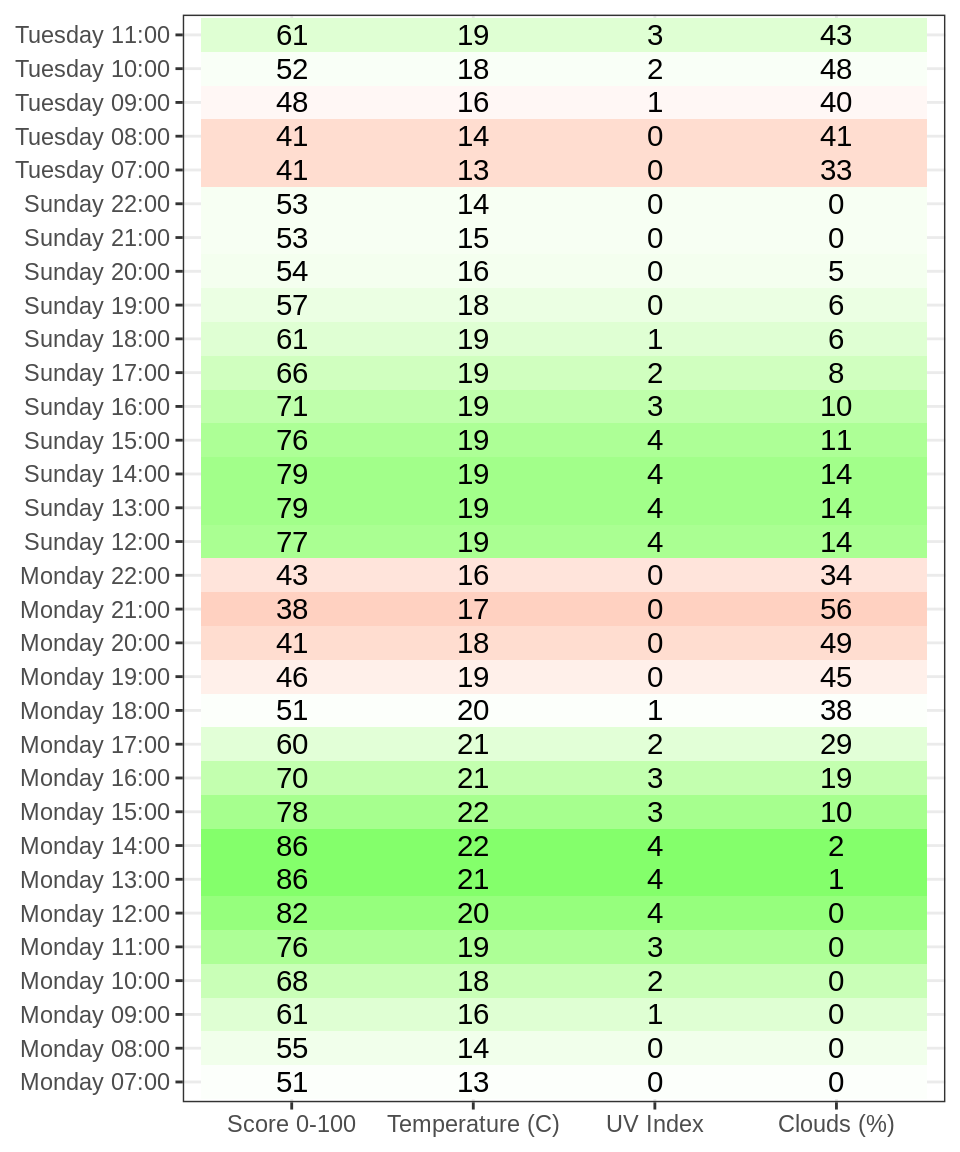 Tuesday 11:00 61 19 3 43
Tuesday 10:00 52 18 2 48
Tuesday 09:00 48 16 1 40
Tuesday 08:00 41 14 0 41
Tuesday 07:00 41 13 0 33
Sunday 22:00 53 14 0 0
Sunday 21:00 53 15 0 0
Sunday 20:00 54 16 0 5
Sunday 19:00 57 18 0 6
Sunday 18:00 61 19 1 6
Sunday 17:00 66 19 2 8
Sunday 16:00 71 19 3 10
Sunday 15:00 76 19 4 11
Sunday 14:00 79 19 4 14
Sunday 13:00 79 19 4 14
Sunday 12:00 77 19 4 14
Monday 22:00 43 16 0 34
Monday 21:00 38 17 0 56
Monday 20:00 41 18 0 49
Monday 19:00 46 19 0 45
Monday 18:00 51 20 1 38
Monday 17:00 60 21 2 29
Monday 16:00 70 21 3 19
Monday 15:00 78 22 3 10
Monday 14:00 86 22 4 2
Monday 13:00 86 21 4 1
Monday 12:00 82 20 4 0
Monday 11:00 76 19 3 0
Monday 10:00 68 18 2 0
Monday 09:00 61 16 1 0
Monday 08:00 55 14 0 0
Monday 07:00 51 13 0 0
Score 0-100 Temperature (C) UV Index Clouds (%)